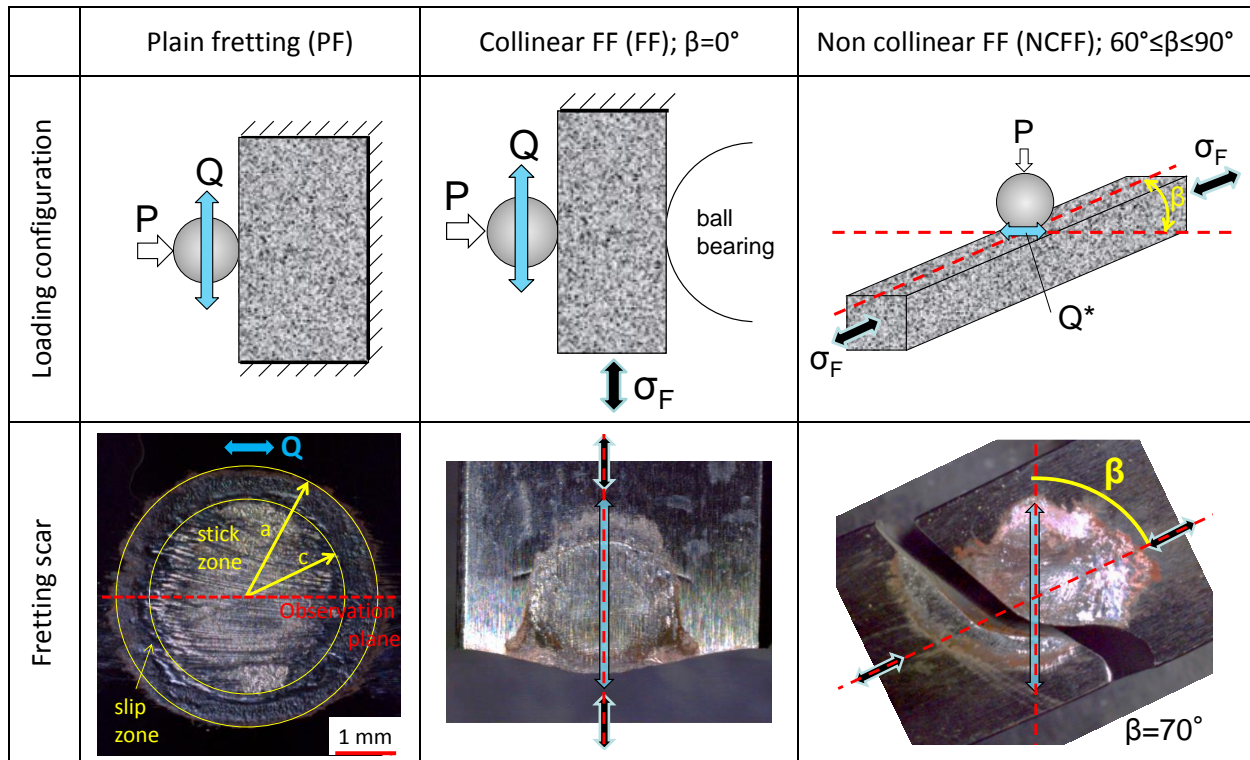 Plain fretting (PF)
Collinear FF (FF); β=0°
Non collinear FF (NCFF); 60°≤β≤90°
Loading configuration
Q
P
Q
P
ball
bearing
σF
P
σF
β
Q*
σF
Fretting scar
Q
stick
zone
a
c
Observation
plane
slip
zone
1 mm
β
β=70°